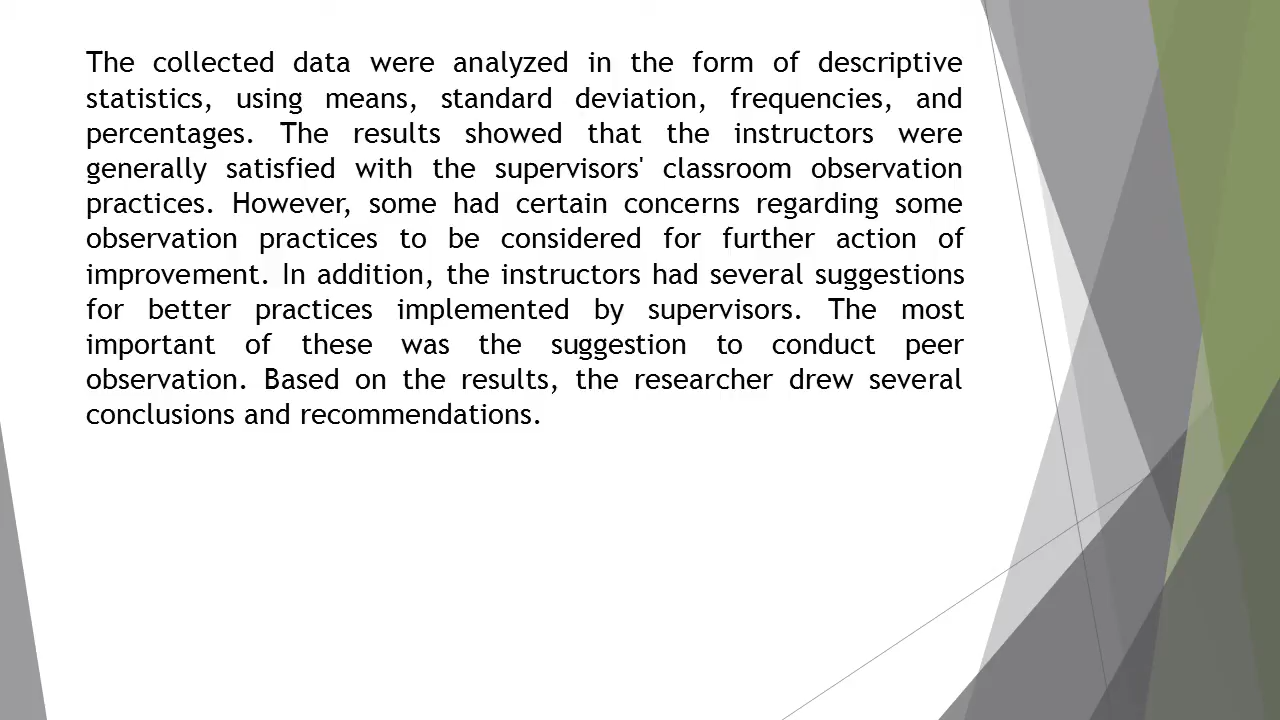 The collected data were analyzed in the form of descriptive
statistics, using means, standard deviation, frequencies, and
percentages. The results showed that the instructors were
generally satisfied with the supervisors' classroom observation
practices. However, some had certain concerns regarding some
observation practices to be considered for further action of
improvement. In addition, the instructors had several suggestions
for better practices implemented by supervisors. The most
important of these was the suggestion to conduct peer
observation. Based on the results, the researcher drew several
conclusions and recommendations.